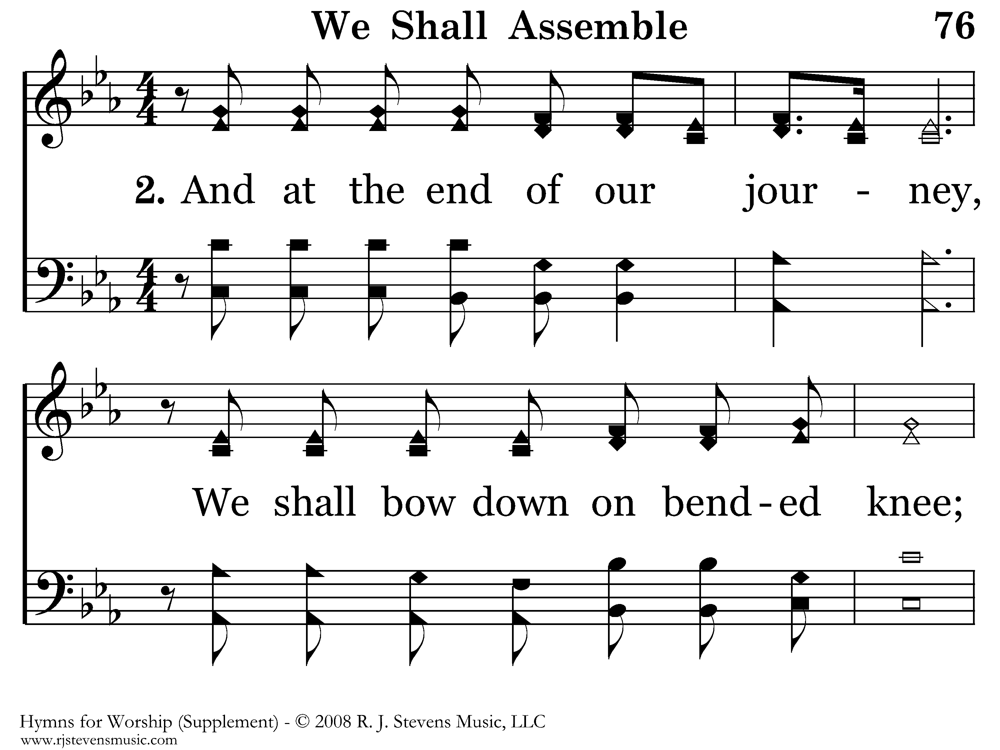 We Shall Assemble 76
2. And at the end of our jour - ney,
We shall bow down on bend - ed knee;
Hymns for Worship (Supplement) - © 2008 R. J. Stevens Music, LLC
www.rjstevensmusic.com